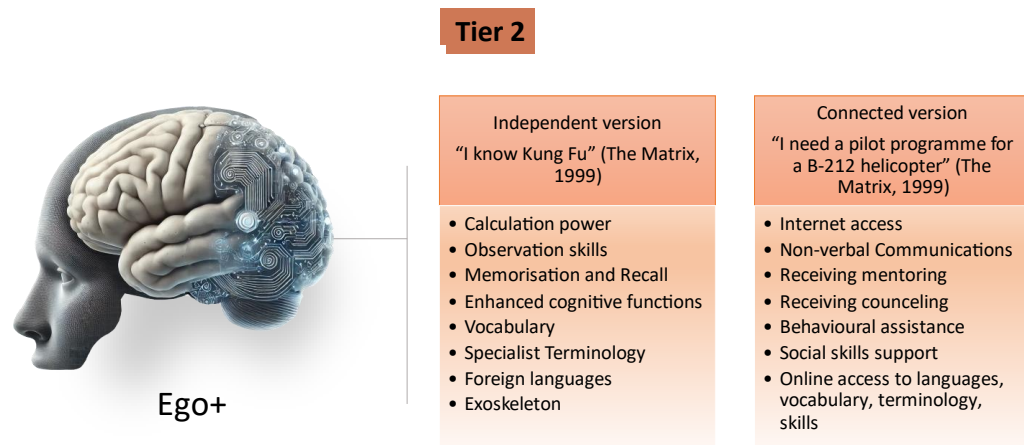 Tier 2
Independent version
“I know Kung Fu” (The Matrix,
1999)
• Calculation power
• Observation skills
• Memorisation and Recall
• Enhanced cognitive functions
• Vocabulary
• Specialist Terminology
• Foreign languages
• Exoskeleton
Connected version
“I need a pilot programme for
a B-212 helicopter” (The
Matrix, 1999)
• Internet access
• Non-verbal Communications
• Receiving mentoring
• Receiving counceling
• Behavioural assistance
• Social skills support
• Online access to languages,
vocabulary, terminology,
skills
Ego+